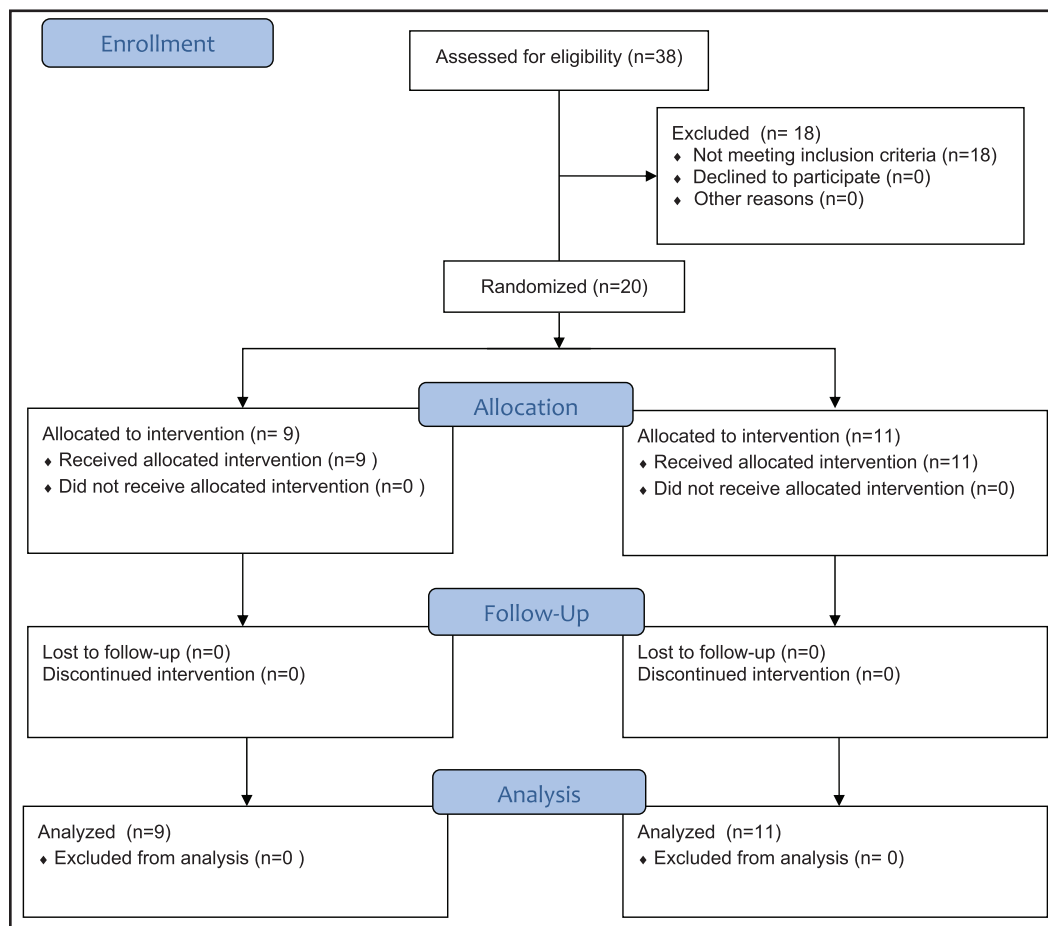 Enrollment
Assessed for eligibility (n=38)
Excluded  (n= 18)
♦ Not meeting inclusion criteria (n=18)
♦ Declined to participate (n=0)
♦ Other reasons (n=0)
Randomized (n=20)
Allocation
Allocated to intervention (n= 9)
♦ Received allocated intervention (n=9 )
♦ Did not receive allocated intervention (n=0 )
Allocated to intervention (n=11)
♦ Received allocated intervention (n=11)
♦ Did not receive allocated intervention (n=0)
Follow-Up
Lost to follow-up (n=0)
Discontinued intervention (n=0)
Lost to follow-up (n=0)
Discontinued intervention (n=0)
Analysis
Analyzed  (n=9)
♦ Excluded from analysis (n=0 )
Analyzed  (n=11)
♦ Excluded from analysis (n= 0)